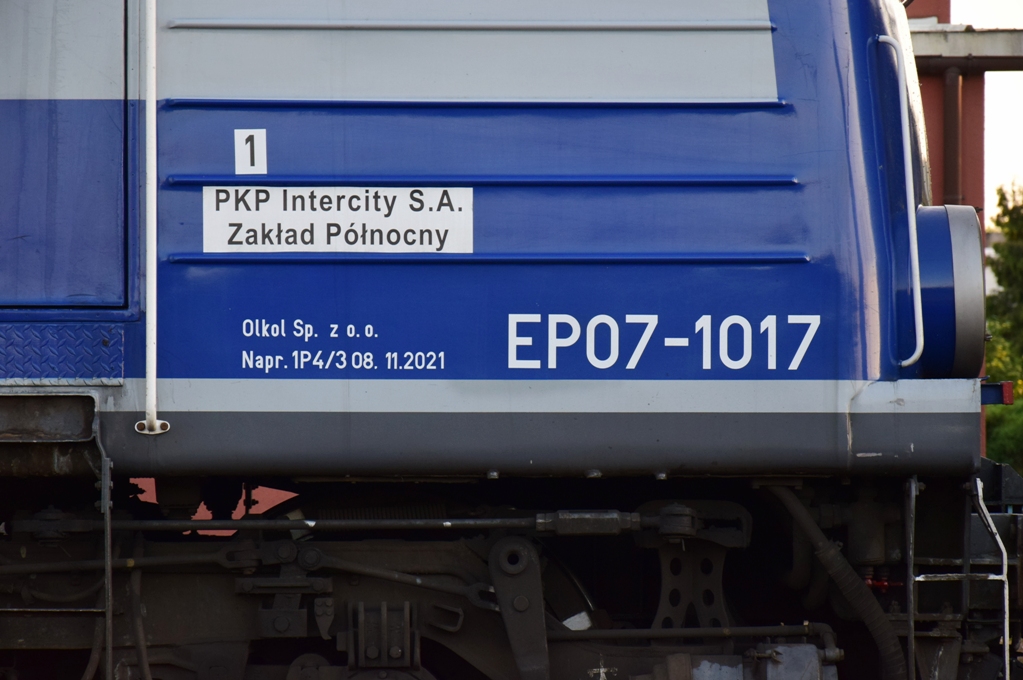 1
PKP Intercity S.A.
Zakład Północny
Olkol Sp. z o.o.
Napr. 1P4/3 08. 11.2021
EP07-1017